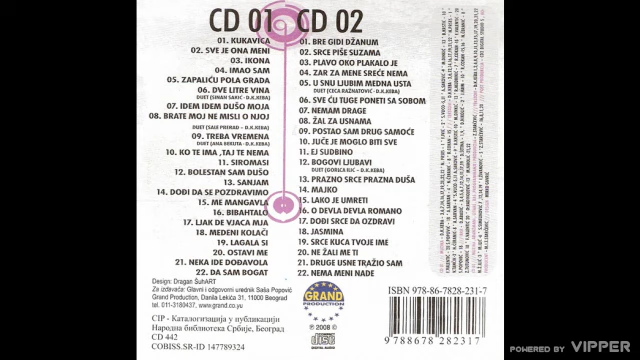 CD 01
01. KUKAVICA
02. SVE JE ONA MENI
03. IKONA
04. IMAO SAM
05. ZAPALIĆU POLA GRADA
06. DVE LITRE VINA
DUET (SINAN SAKIĆ - D.K.KEBA)
07. IDEM IDEM DUŠO MOJA
08. BRATE MOJ NE MISLI O NJOJ
DUET (SAIE PREMAD - D.K.KEBA)
09. TREBA VREMENA
DUET (ANA BEKUTA - D.K.KEBA)
10. KO TE IMA ,TAJ TE NEMA
11. SIROMASI
12. BOLESTAN SAM DUŠO
13. SANJAM
14. DOĐI DA SE POZDRAVIMO
15. ME MANGAVLA
16. BIBAHTALO
17. LJAK DE VJACA MJA
18. MEDENI KOLAČI
19. LAGALA SI
20. OSTAVI ME
21. NEKA IDE DOĐAVOLA
22. DA SAM BOGAT
CD 02
01. BRE GIDI DŽANUM
02. SRCE PIŠE SUZAMA
03. PLAVO OKO PLAKALO JE
04. ZAR ZA MENE SREĆE NEMA
05. U SNU LJUBIM MEDNA USTA
DUET (CECA RAŽNATOVIĆ - D.K.KEBA)
06. SVE ĆU TUGE PONETI SA SOBOM
07. NEMAM DRAGE
08. ŽAL ZA USNAMA
09. POSTAO SAM DRUG SAMOĆE
10. JUČE JE MOGLO BITI SVE
11. EJ SUDBINO
12. BOGOVI LJUBAVI
DUET (GORICA ILIĆ - D.K.KEBA)
13. PRAZNO SRCE PRAZNA DUŠA
14. MAJKO
15. LAKO JE UMRETI
16. O DEVLA DEVLA ROMANO
17. DOĐI SRCE DA OZDRAVI
18. JASMINA
19. SRCE KUCA TVOJE IME
20. NE ŽALI ME TI
21. DRUGE USNE TRAŽIO SAM
22. NEMA MENI NADE
Design: Dragan ŠuhART
Za izdavača: Glavni i odgovorni urednik Saša Popović
Grand Production, Danila Lekića 31, 11000 Beograd
tel. 011-3180437, www.grand.co.yu
CIP - Каталогизација у публикацији
Народна библиотека Србије, Београд
CD 442
COBISS.SR-ID 147789324
GRAND
PRODUCTION
℗ 2008 ©
DIGITAL AUDIO
ISBN 978-86-7828-231-7
9 788678 282317
POWERED BY VIPPER